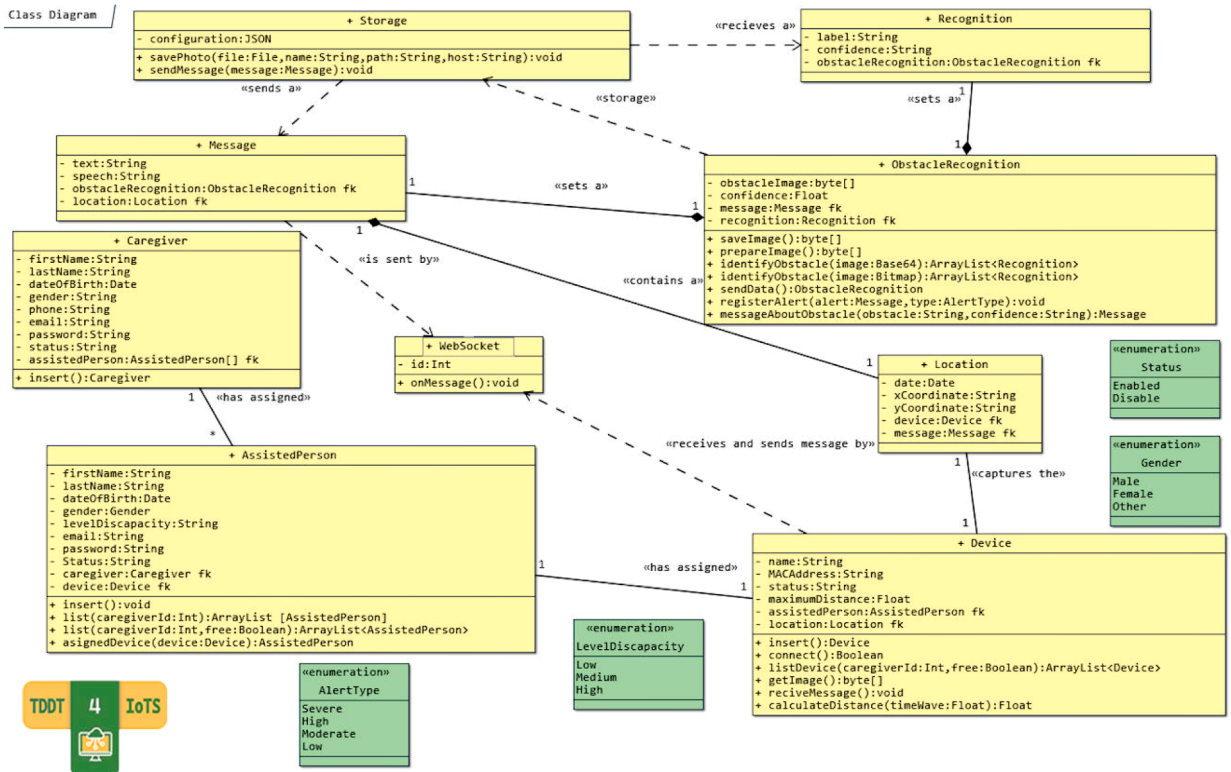 Class Diagram
+ Storage
- configuration:JSON
+ savePhoto(file:File,name:String,path:String,host:String):void
+ sendMessage(message:Message):void
«recieves a»
+ Recognition
- label:String
- confidence:String
- obstacleRecognition:ObstacleRecognition fk
«sends a»
«storage»
1
«sets a»
1
+ Message
- text:String
- speech:String
- obstacleRecognition:ObstacleRecognition fk
- location:Location fk
1
«sets a»
1
+ ObstacleRecognition
- obstacleImage:byte[]
- confidence:Float
- message:Message fk
- recognition:Recognition fk
+ saveImage():byte[]
+ prepareImage():byte[]
+ identifyObstacle(image:Base64):ArrayList<Recognition>
+ identifyObstacle(image:Bitmap):ArrayList<Recognition>
+ sendData():ObstacleRecognition
+ registerAlert(alert:Message,type:AlertType):void
+ messageAboutObstacle(obstacle:String,confidence:String):Message
1
«is sent by»
«contains a»
1
+ Caregiver
- firstName:String
- lastName:String
- dateOfBirth:Date
- gender:String
- phone:String
- email:String
- password:String
- status:String
- assistedPerson:AssistedPerson[] fk
+ insert():Caregiver
1
«has assigned»
*
+ WebSocket
- id:Int
+ onMessage():void
«receives and sends message by»
+ Location
- date:Date
- xCoordinate:String
- yCoordinate:String
- device:Device fk
- message:Message fk
1
«captures the»
1
«enumeration»
Status
Enabled
Disable
«enumeration»
Gender
Male
Female
Other
+ AssistedPerson
- firstName:String
- lastName:String
- dateOfBirth:Date
- gender:Gender
- levelDiscapacity:String
- email:String
- password:String
- Status:String
- caregiver:Caregiver fk
- device:Device fk
+ insert():void
+ list(caregiverId:Int):ArrayList [AssistedPerson]
+ list(caregiverId:Int,free:Boolean):ArrayList<AssistedPerson>
+ asignedDevice(device:Device):AssistedPerson
1
«has assigned»
1
+ Device
- name:String
- MACAddress:String
- status:String
- maximumDistance:Float
- assistedPerson:AssistedPerson fk
- location:Location fk
+ insert():Device
+ connect():Boolean
+ listDevice(caregiverId:Int,free:Boolean):ArrayList<Device>
+ getImage():byte[]
+ reciveMessage():void
+ calculateDistance(timeWave:Float):Float
«enumeration»
LevelDiscapacity
Low
Medium
High
«enumeration»
AlertType
Severe
High
Moderate
Low
TDDT 4 IoTS